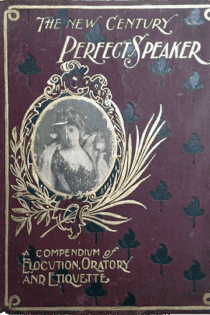 THE NEW CENTURY
PERFECT SPEAKER
A COMPENDIUM of
ELOCUTION, ORATORY
AND ETIQUETTE